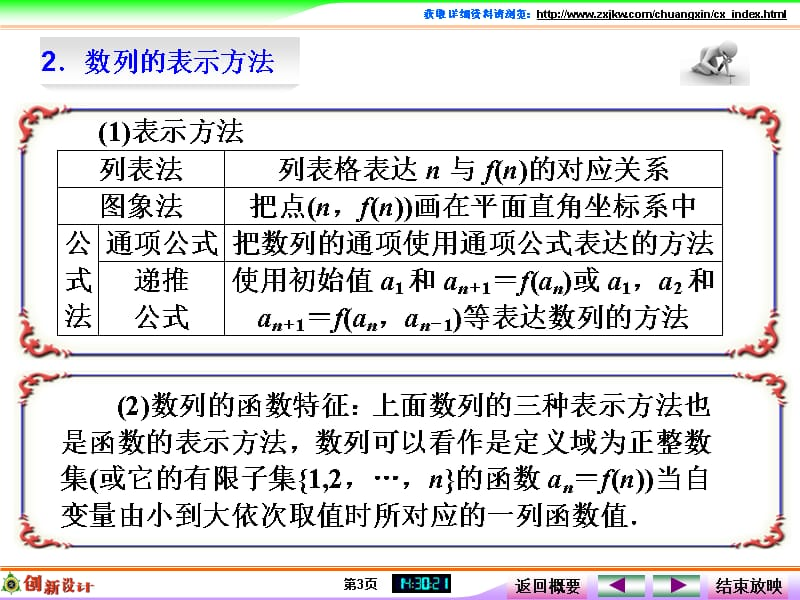 获取详细资料请浏览：http://www.zxjkw.com/chuangxin/cx_index.html
2．数列的表示方法
(1)表示方法
列表法 列表格表达 n 与 f(n)的对应关系
图象法 把点(n，f(n))画在平面直角坐标系中
公式法 通项公式 把数列的通项使用通项公式表达的方法
递推公式 使用初始值 a₁ 和 aₙ₊₁＝f(aₙ)或 a₁，a₂ 和
aₙ₊₁＝f(aₙ，aₙ₋₁)等表达数列的方法
(2)数列的函数特征：上面数列的三种表示方法也
是函数的表示方法，数列可以看作是定义域为正整数
集(或它的有限子集{1,2，…，n}的函数 aₙ＝f(n))当自
变量由小到大依次取值时所对应的一列函数值．
创新设计 第3页 14:30:21 返回概要 结束放映